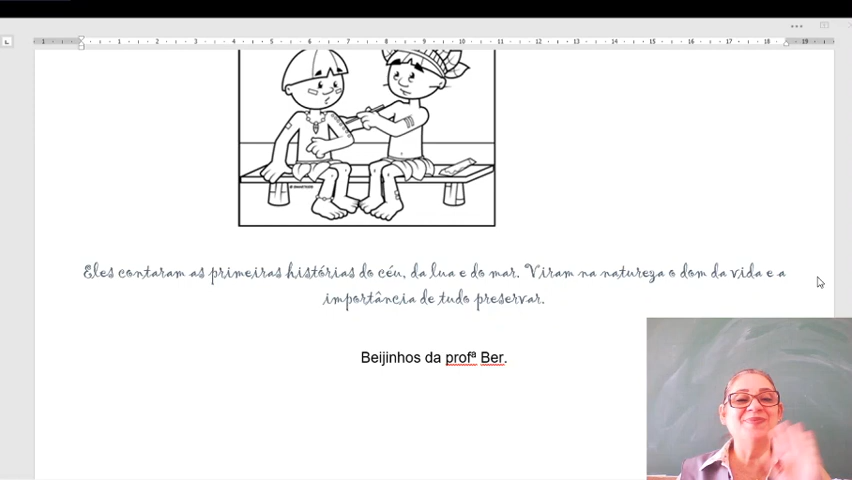 Eles contaram as primeiras histórias do céu, da lua e do mar. Viram na natureza o dom da vida e a
importância de tudo preservar.
Beijinhos da profª Ber.